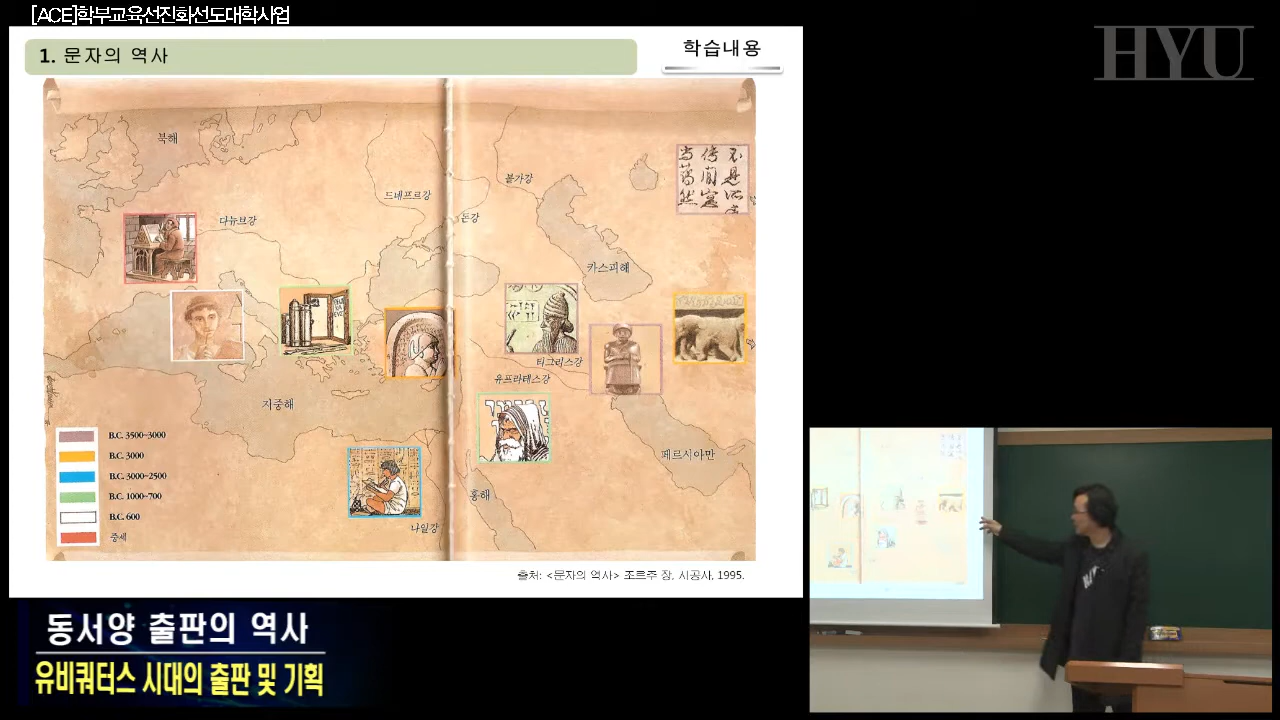 [ACE]학부교육선진화선도대학사업
HYU
1. 문자의 역사
학습내용
북해
볼가강
드네프르강
다뉴브강
돈강
카스피해
티그리스강
유프라테스강
지중해
페르시아만
홍해
나일강
B.C. 3500~3000
B.C. 3000
B.C. 3000~2500
B.C. 1000~700
B.C. 600
중세
출처: <문자의 역사> 조르주 장, 시공사, 1995.
동서양 출판의 역사
유비쿼터스 시대의 출판 및 기획